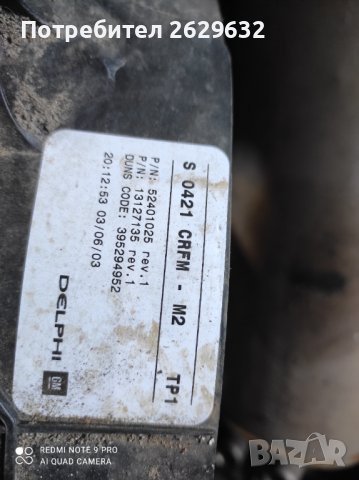 Потребител 2629632
S 0421 CRFM - M2 TP1
P/N: 52401025 rev.1
P/N: 13127135 rev.1
DUNS CODE: 395294952
20:12:53 03/06/03
DELPHI
GM
REDMI NOTE 9 PRO
AI QUAD CAMERA
BAZAR